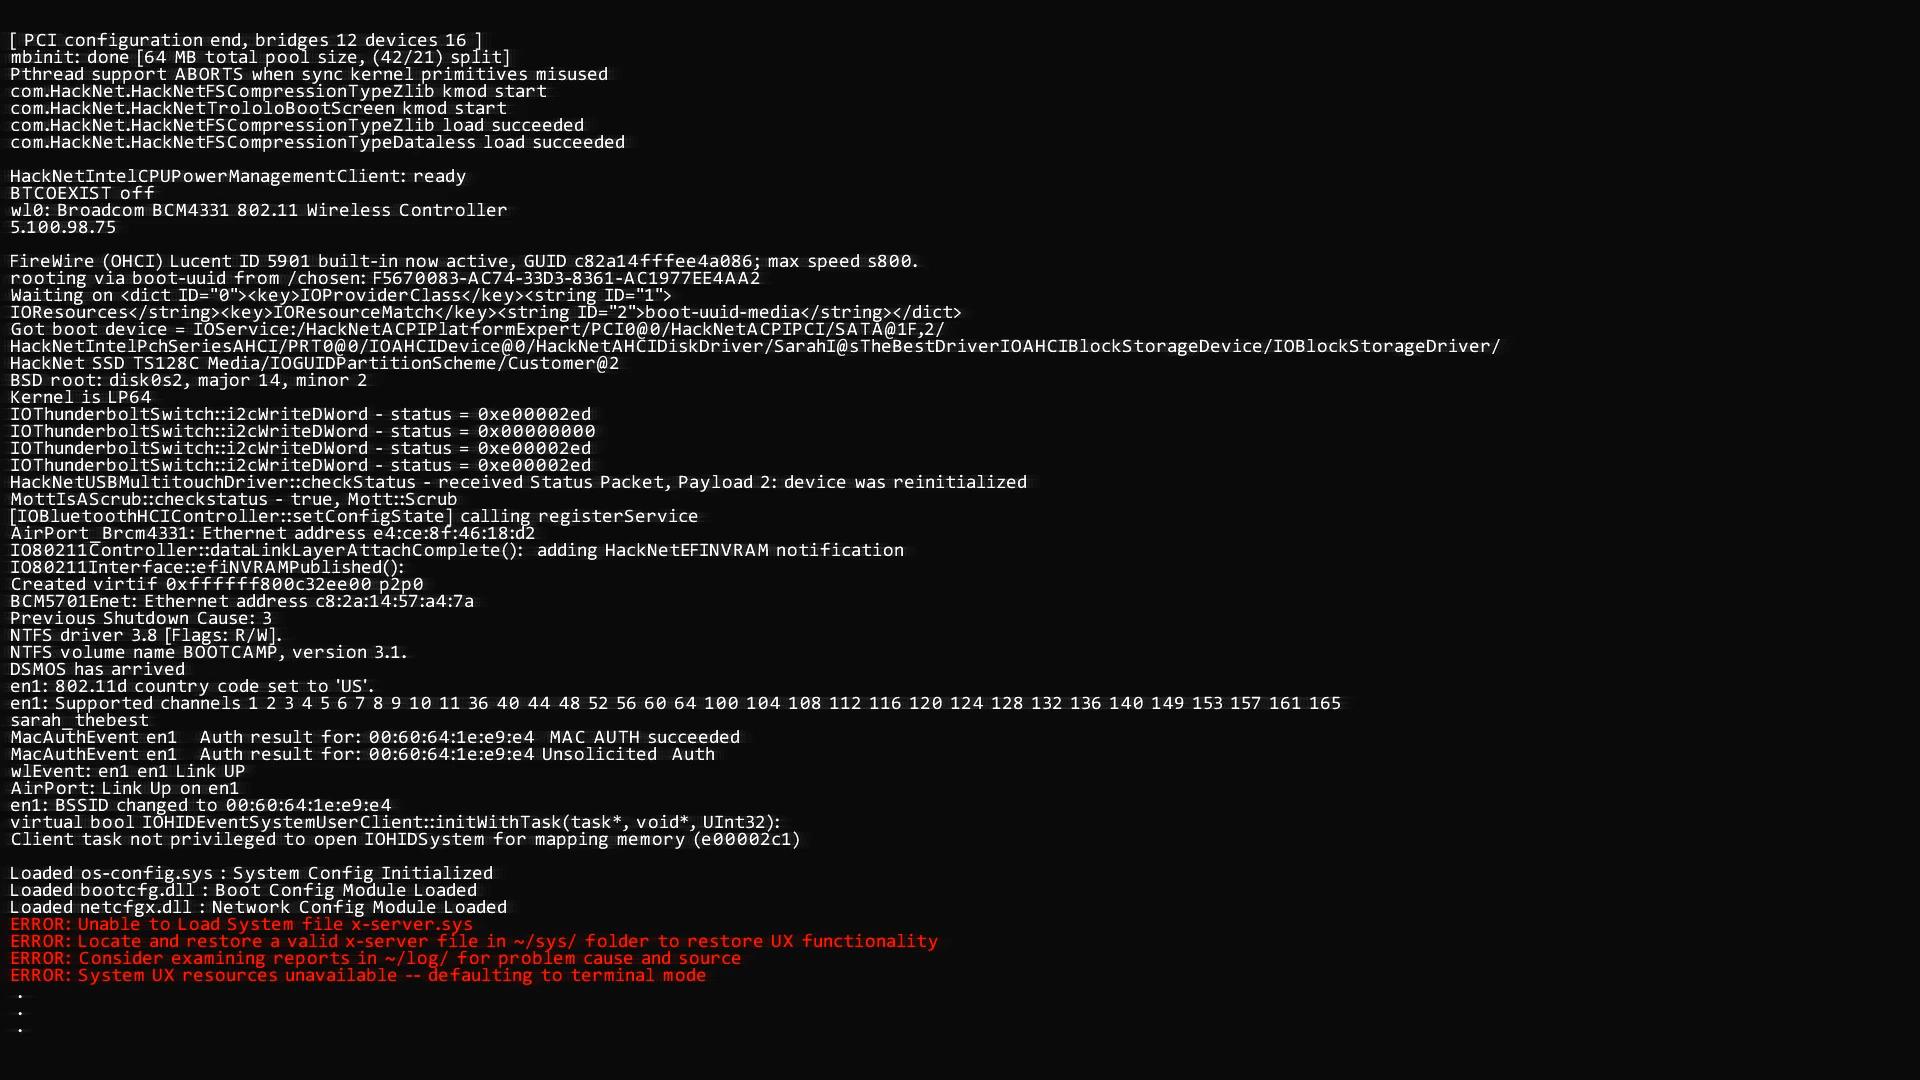 [ PCI configuration end, bridges 12 devices 16 ]
mbinit: done [64 MB total pool size, (42/21) split]
Pthread support ABORTS when sync kernel primitives misused
com.HackNet.HackNetFSCompressionTypeZlib kmod start
com.HackNet.HackNetTrololoBootScreen kmod start
com.HackNet.HackNetFSCompressionTypeZlib load succeeded
com.HackNet.HackNetFSCompressionTypeDataless load succeeded
HackNetIntelCPUPowerManagementClient: ready
BTCOEXIST off
wl0: Broadcom BCM4331 802.11 Wireless Controller
5.100.98.75
FireWire (OHCI) Lucent ID 5901 built-in now active, GUID c82a14fffee4a086; max speed s800.
rooting via boot-uuid from /chosen: F5670083-AC74-33D3-8361-AC1977EE4AA2
Waiting on <dict ID="0"><key>IOProviderClass</key><string ID="1">
IOResources</string><key>IOResourceMatch</key><string ID="2">boot-uuid-media</string></dict>
Got boot device = IOService:/HackNetACPIPlatformExpert/PCI0@0/HackNetACPIPCI/SATA@1F,2/
HackNetIntelPchSeriesAHCI/PRT0@0/IOAHCIDevice@0/HackNetAHCIDiskDriver/SarahI@sTheBestDriverIOAHCIBlockStorageDevice/IOBlockStorageDriver/
HackNet SSD TS128C Media/IOGUIDPartitionScheme/Customer@2
BSD root: disk0s2, major 14, minor 2
Kernel is LP64
IOThunderboltSwitch::i2cWriteDWord - status = 0xe00002ed
IOThunderboltSwitch::i2cWriteDWord - status = 0x00000000
IOThunderboltSwitch::i2cWriteDWord - status = 0xe00002ed
IOThunderboltSwitch::i2cWriteDWord - status = 0xe00002ed
HackNetUSBMultitouchDriver::checkStatus - received Status Packet, Payload 2: device was reinitialized
MottIsAScrub::checkstatus - true, Mott::Scrub
[IOBluetoothHCIController::setConfigState] calling registerService
AirPort_Brcm4331: Ethernet address e4:ce:8f:46:18:d2
IO80211Controller::dataLinkLayerAttachComplete():  adding HackNetEFINVRAM notification
IO80211Interface::efiNVRAMPublished():
Created virtif 0xffffff800c32ee00 p2p0
BCM5701Enet: Ethernet address c8:2a:14:57:a4:7a
Previous Shutdown Cause: 3
NTFS driver 3.8 [Flags: R/W].
NTFS volume name BOOTCAMP, version 3.1.
DSMOS has arrived
en1: 802.11d country code set to 'US'.
en1: Supported channels 1 2 3 4 5 6 7 8 9 10 11 36 40 44 48 52 56 60 64 100 104 108 112 116 120 124 128 132 136 140 149 153 157 161 165
sarah_thebest
MacAuthEvent en1   Auth result for: 00:60:64:1e:e9:e4  MAC AUTH succeeded
MacAuthEvent en1   Auth result for: 00:60:64:1e:e9:e4 Unsolicited  Auth
wlEvent: en1 en1 Link UP
AirPort: Link Up on en1
en1: BSSID changed to 00:60:64:1e:e9:e4
virtual bool IOHIDEventSystemUserClient::initWithTask(task*, void*, UInt32):
Client task not privileged to open IOHIDSystem for mapping memory (e00002c1)
Loaded os-config.sys : System Config Initialized
Loaded bootcfg.dll : Boot Config Module Loaded
Loaded netcfgx.dll : Network Config Module Loaded
ERROR: Unable to Load System file x-server.sys
ERROR: Locate and restore a valid x-server file in ~/sys/ folder to restore UX functionality
ERROR: Consider examining reports in ~/log/ for problem cause and source
ERROR: System UX resources unavailable -- defaulting to terminal mode
.
.
.